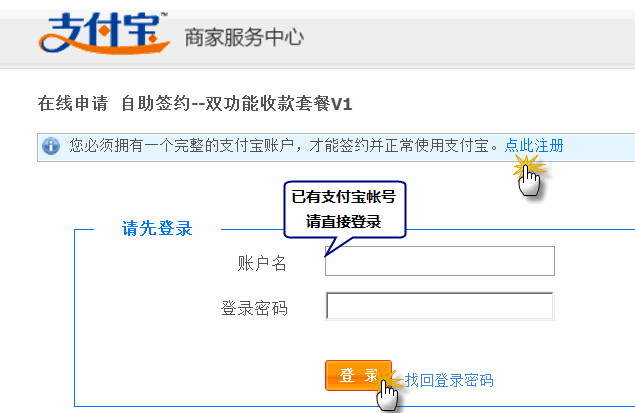 支付宝™ 商家服务中心
在线申请 自助签约--双功能收款套餐V1
您必须拥有一个完整的支付宝账户，才能签约并正常使用支付宝。点此注册
已有支付宝帐号
请直接登录
请先登录
账户名
登录密码
登 录 找回登录密码